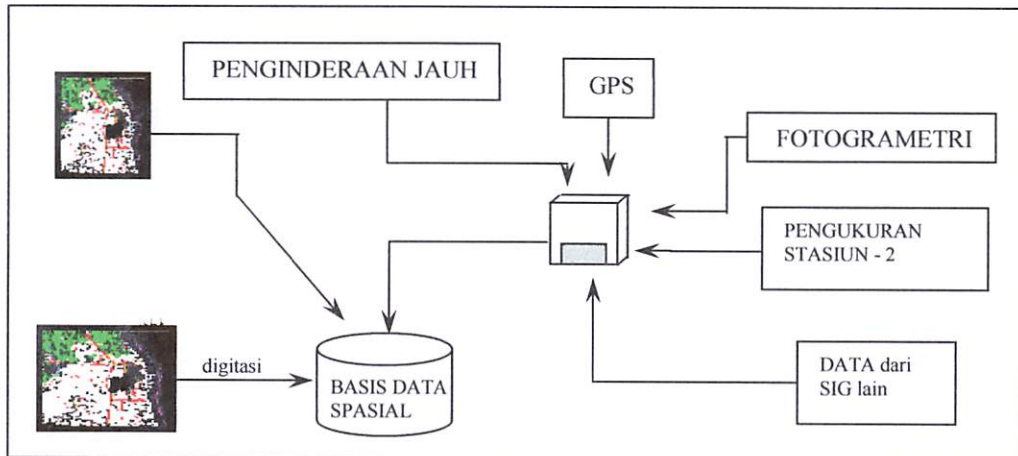 PENGINDERAAN JAUH
GPS
FOTOGRAMETRI
PENGUKURAN
STASIUN - 2
digitasi
BASIS DATA
SPASIAL
DATA dari
SIG lain